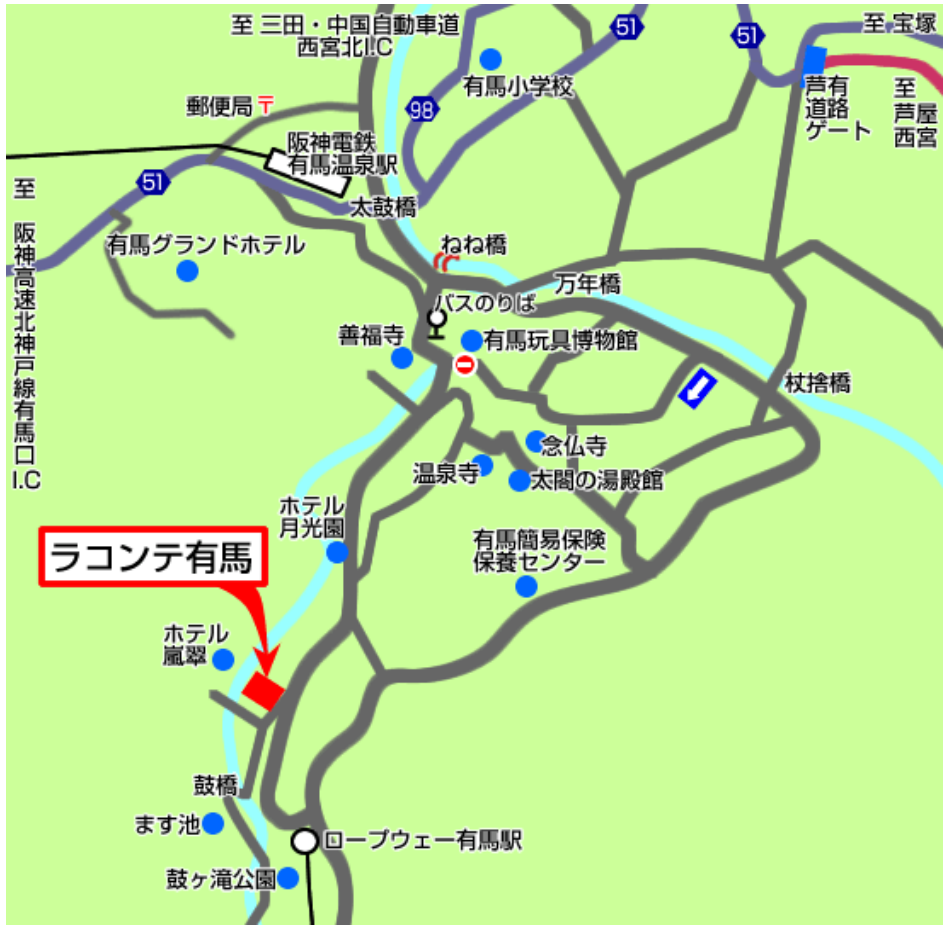 至 三田・中国自動車道
西宮北I.C
51
51
至 宝塚
有馬小学校
芦有
道路
ゲート
至
芦
屋
西宮
郵便局〒
98
阪神電鉄
有馬温泉駅
51
至 阪神高速北神戸線有馬口I.C
太鼓橋
有馬グランドホテル
ねね橋
万年橋
バスのりば
善福寺
有馬玩具博物館
杖捨橋
念仏寺
温泉寺
太閤の湯殿館
ホテル
月光園
有馬簡易保険
保養センター
ラコンテ有馬
ホテル
嵐翠
鼓橋
ます池
ロープウェー有馬駅
鼓ヶ滝公園